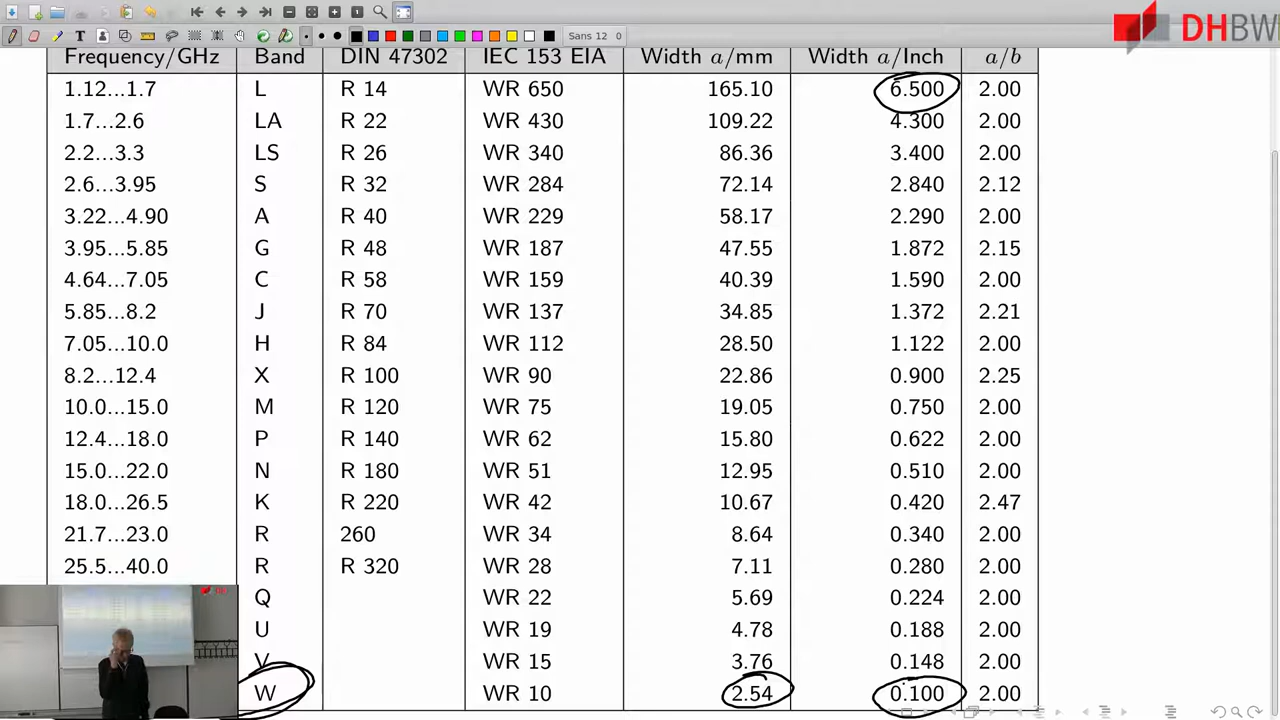 Sans 12
DHBW
Frequency/GHz Band DIN 47302 IEC 153 EIA Width a/mm Width a/Inch a/b
1.12...1.7 L R 14 WR 650 165.10 6.500 2.00
1.7...2.6 LA R 22 WR 430 109.22 4.300 2.00
2.2...3.3 LS R 26 WR 340 86.36 3.400 2.00
2.6...3.95 S R 32 WR 284 72.14 2.840 2.12
3.22...4.90 A R 40 WR 229 58.17 2.290 2.00
3.95...5.85 G R 48 WR 187 47.55 1.872 2.15
4.64...7.05 C R 58 WR 159 40.39 1.590 2.00
5.85...8.2 J R 70 WR 137 34.85 1.372 2.21
7.05...10.0 H R 84 WR 112 28.50 1.122 2.00
8.2...12.4 X R 100 WR 90 22.86 0.900 2.25
10.0...15.0 M R 120 WR 75 19.05 0.750 2.00
12.4...18.0 P R 140 WR 62 15.80 0.622 2.00
15.0...22.0 N R 180 WR 51 12.95 0.510 2.00
18.0...26.5 K R 220 WR 42 10.67 0.420 2.47
21.7...23.0 R 260 WR 34 8.64 0.340 2.00
25.5...40.0 R R 320 WR 28 7.11 0.280 2.00
Q WR 22 5.69 0.224 2.00
U WR 19 4.78 0.188 2.00
V WR 15 3.76 0.148 2.00
W WR 10 2.54 0.100 2.00